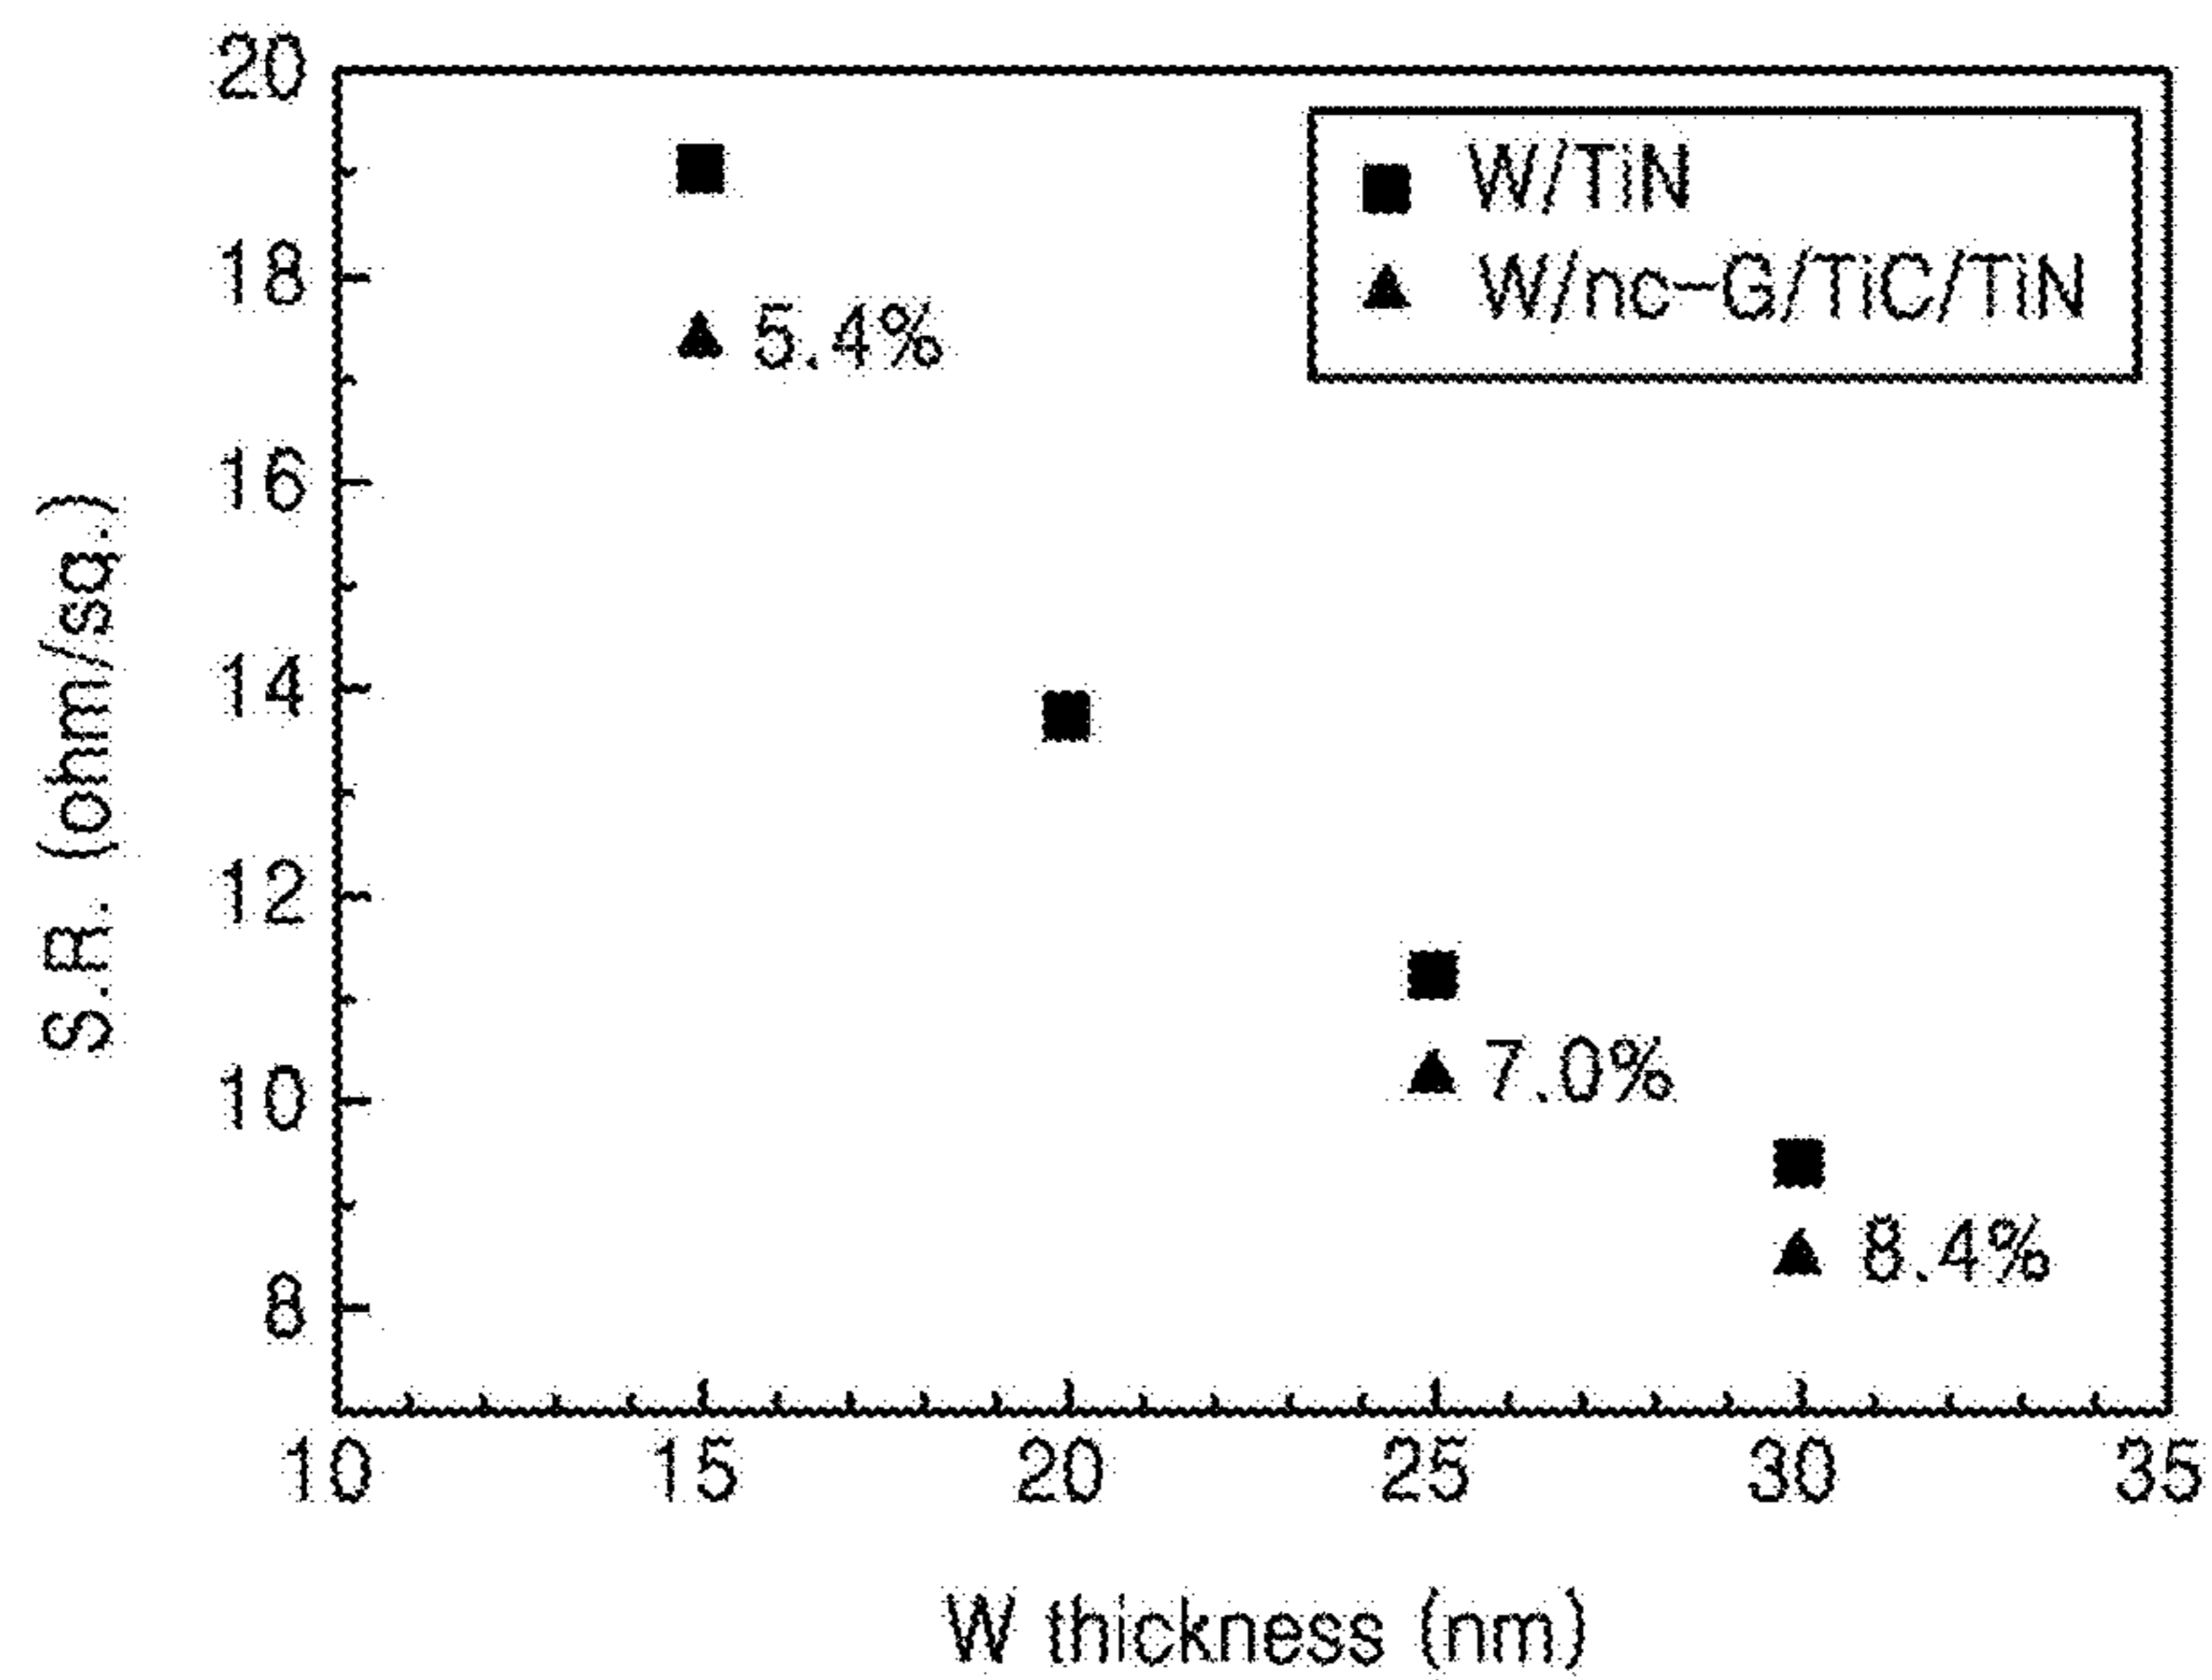 20
W/TiN
W/nc-G/TiC/TiN
18
5.4%
16
14
12
10
8
S.R. (ohm/sq.)
7.0%
8.4%
10 15 20 25 30 35
W thickness (nm)